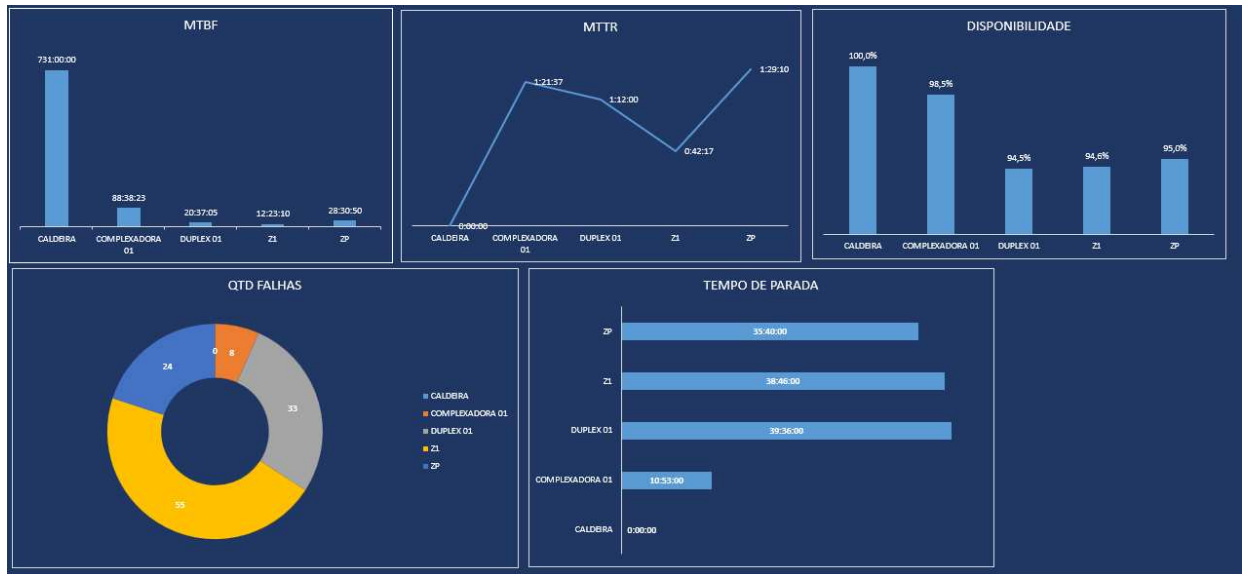 MTBF
731:00:00
88:38:23
20:37:05
12:23:10
28:30:50
CALDEIRA
COMPLEXADORA
01
DUPLEX 01
Z1
ZP
MTTR
0:00:00
1:21:37
1:12:00
0:42:17
1:29:10
CALDEIRA
COMPLEXADORA
01
DUPLEX 01
Z1
ZP
DISPONIBILIDADE
100,0%
98,5%
94,5%
94,6%
95,0%
CALDEIRA
COMPLEXADORA 01
DUPLEX 01
Z1
ZP
QTD FALHAS
0
8
33
55
24
CALDEIRA
COMPLEXADORA 01
DUPLEX 01
Z1
ZP
TEMPO DE PARADA
ZP
35:40:00
Z1
38:46:00
DUPLEX 01
39:36:00
COMPLEXADORA 01
10:53:00
CALDEIRA
0:00:00